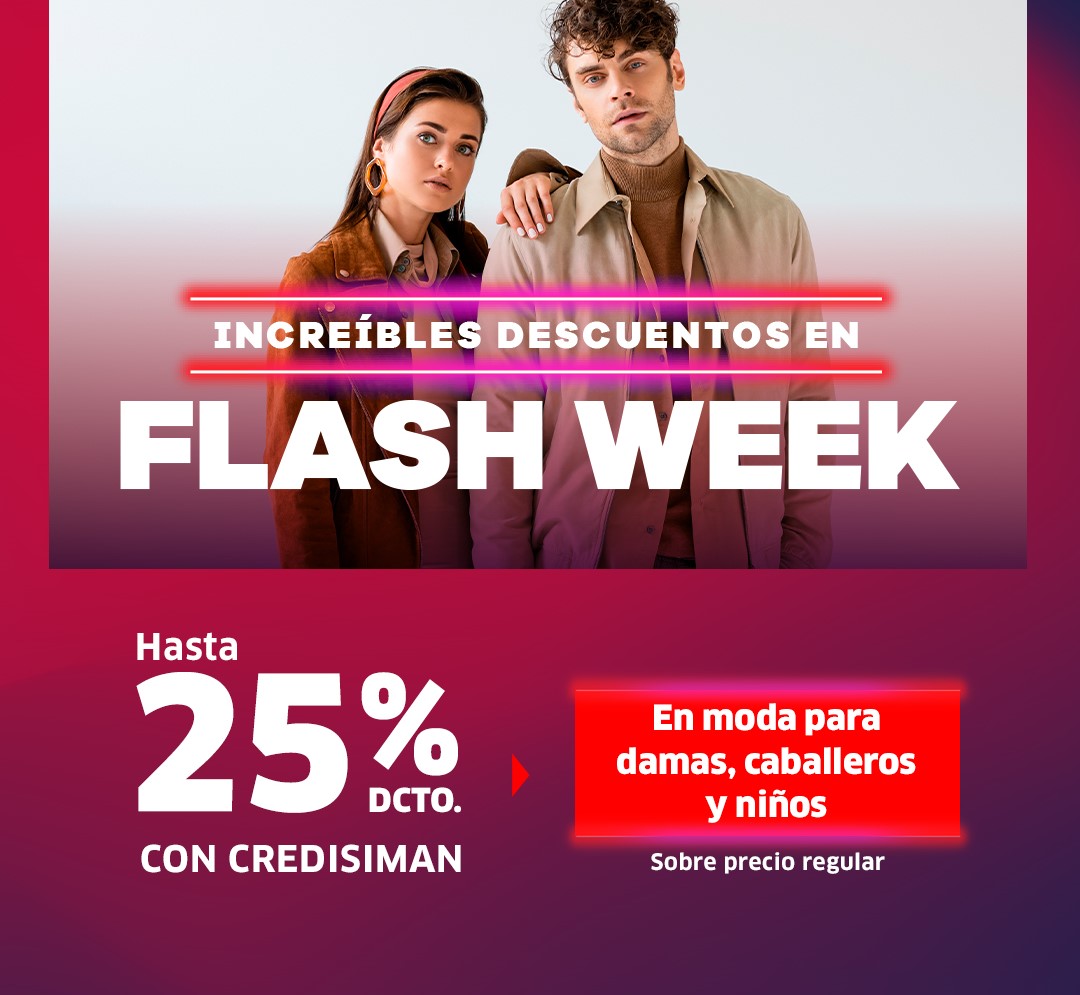 INCREÍBLES DESCUENTOS EN
FLASH WEEK
Hasta
25%
DCTO.
CON CREDISIMAN
En moda para
damas, caballeros
y niños
Sobre precio regular